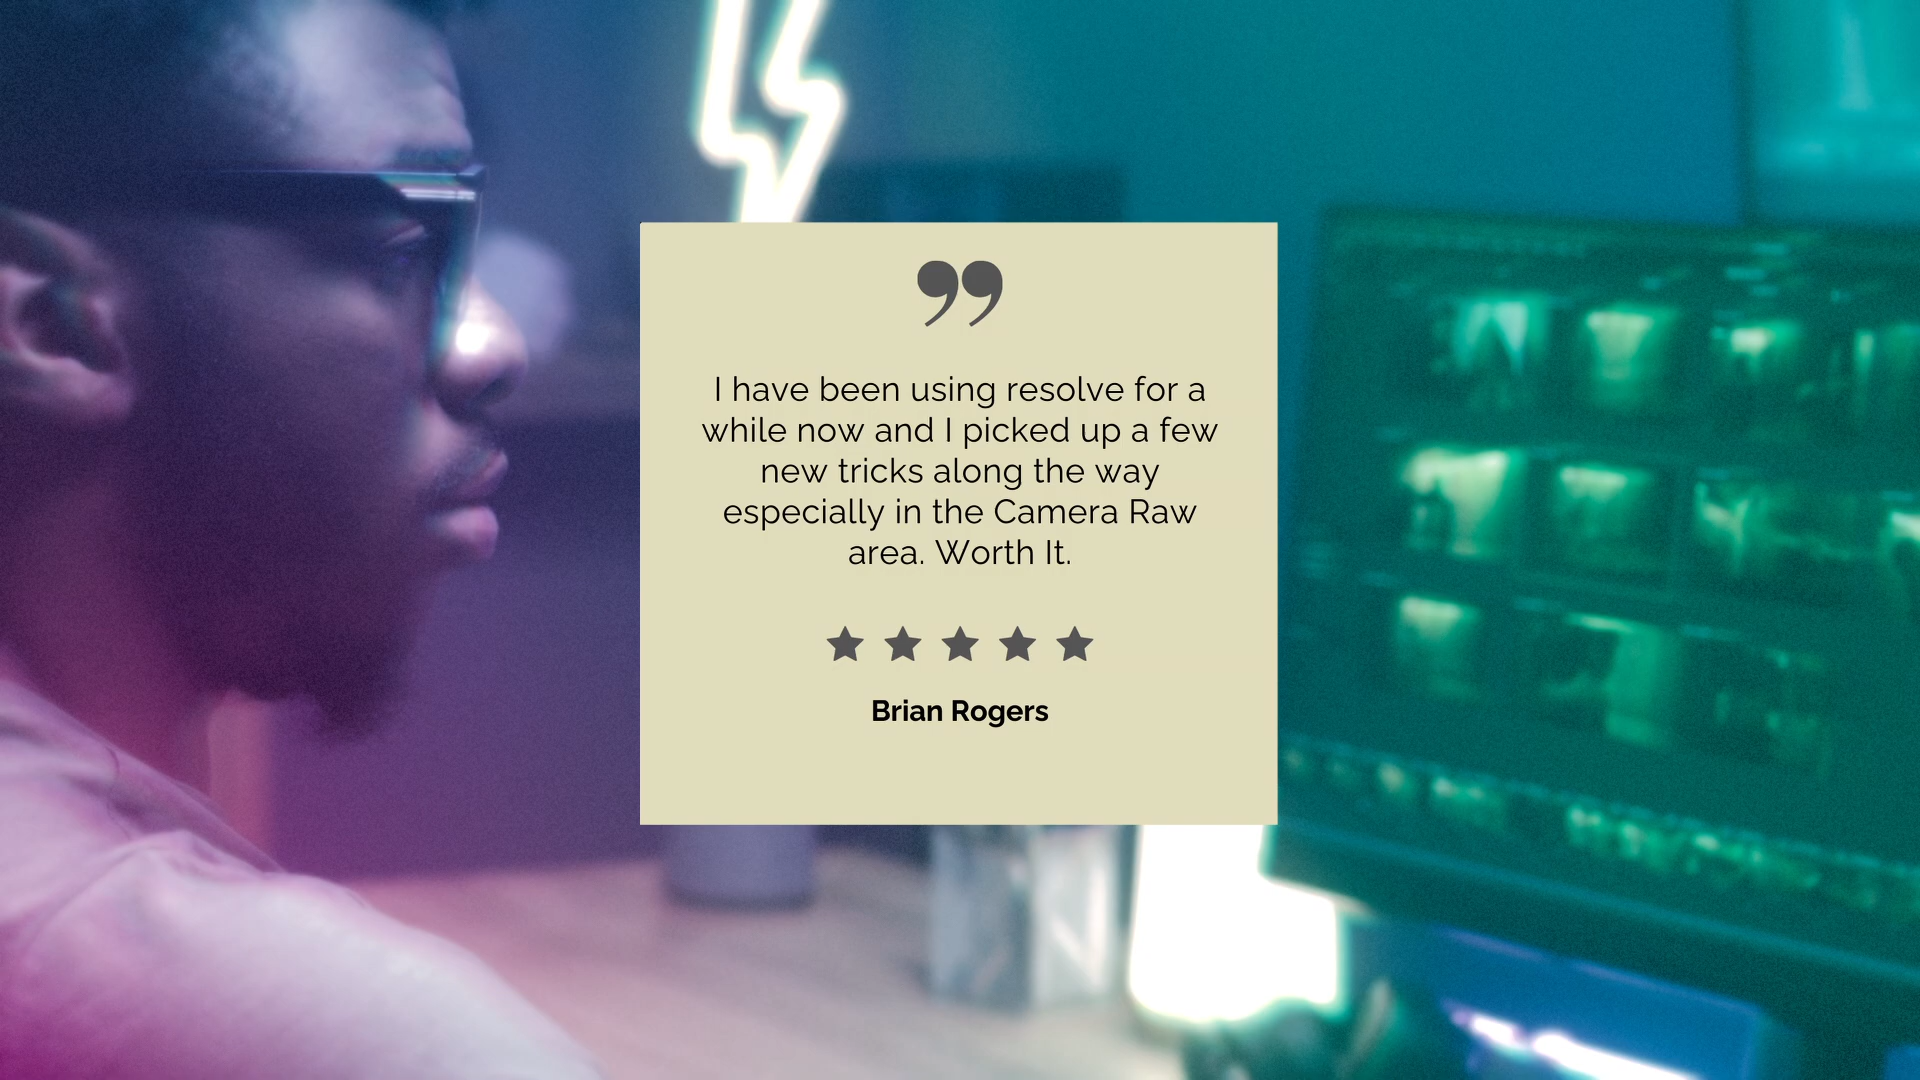 ”
I have been using resolve for a
while now and I picked up a few
new tricks along the way
especially in the Camera Raw
area. Worth It.
★ ★ ★ ★ ★
Brian Rogers